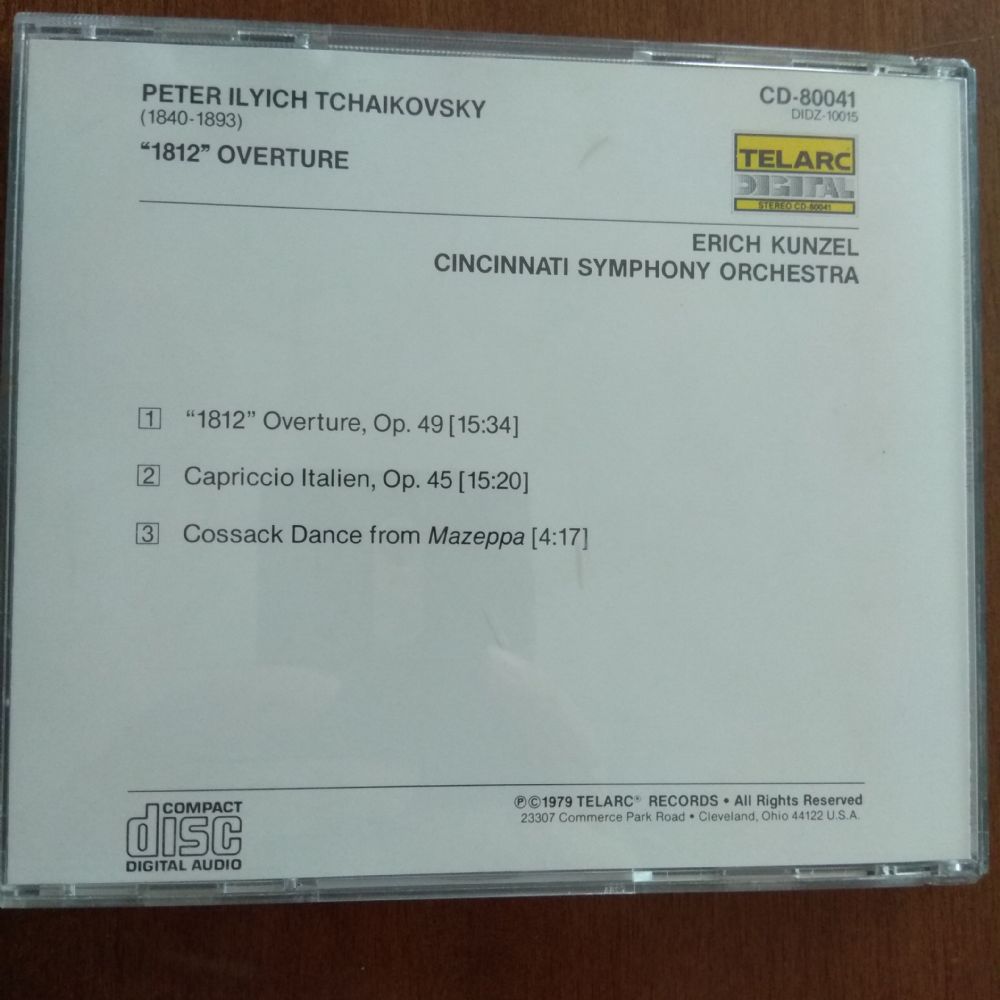 PETER ILYICH TCHAIKOVSKY
(1840-1893)
“1812” OVERTURE
CD-80041
DIDZ-10015
TELARC
DIGITAL
STEREO CD-80041
ERICH KUNZEL
CINCINNATI SYMPHONY ORCHESTRA
1 “1812” Overture, Op. 49 [15:34]
2 Capriccio Italien, Op. 45 [15:20]
3 Cossack Dance from Mazeppa [4:17]
COMPACT
disc
DIGITAL AUDIO
℗©1979 TELARC® RECORDS • All Rights Reserved
23307 Commerce Park Road • Cleveland, Ohio 44122 U.S.A.